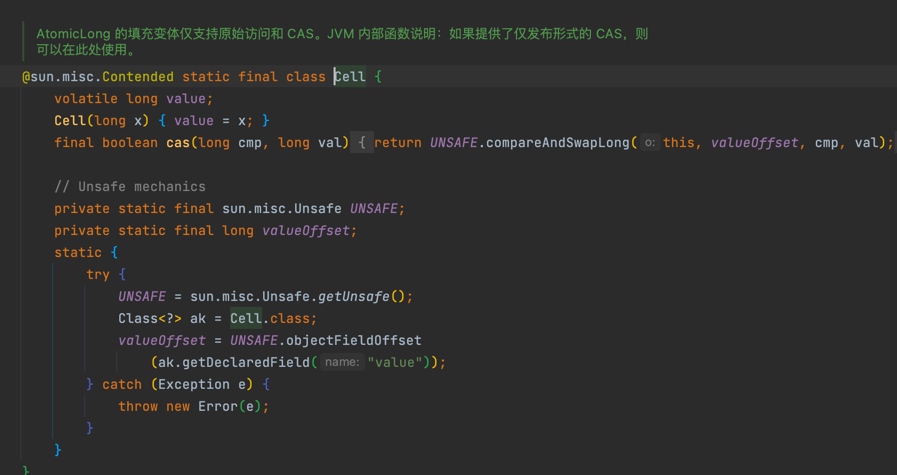 AtomicLong 的填充变体仅支持原始访问和 CAS。JVM 内部函数说明：如果提供了仅发布形式的 CAS，则
可以在此处使用。
@sun.misc.Contended static final class Cell {
    volatile long value;
    Cell(long x) { value = x; }
    final boolean cas(long cmp, long val) { return UNSAFE.compareAndSwapLong( o: this, valueOffset, cmp, val);
    // Unsafe mechanics
    private static final sun.misc.Unsafe UNSAFE;
    private static final long valueOffset;
    static {
        try {
            UNSAFE = sun.misc.Unsafe.getUnsafe();
            Class<?> ak = Cell.class;
            valueOffset = UNSAFE.objectFieldOffset
                (ak.getDeclaredField( name: "value"));
        } catch (Exception e) {
            throw new Error(e);
        }
    }
}